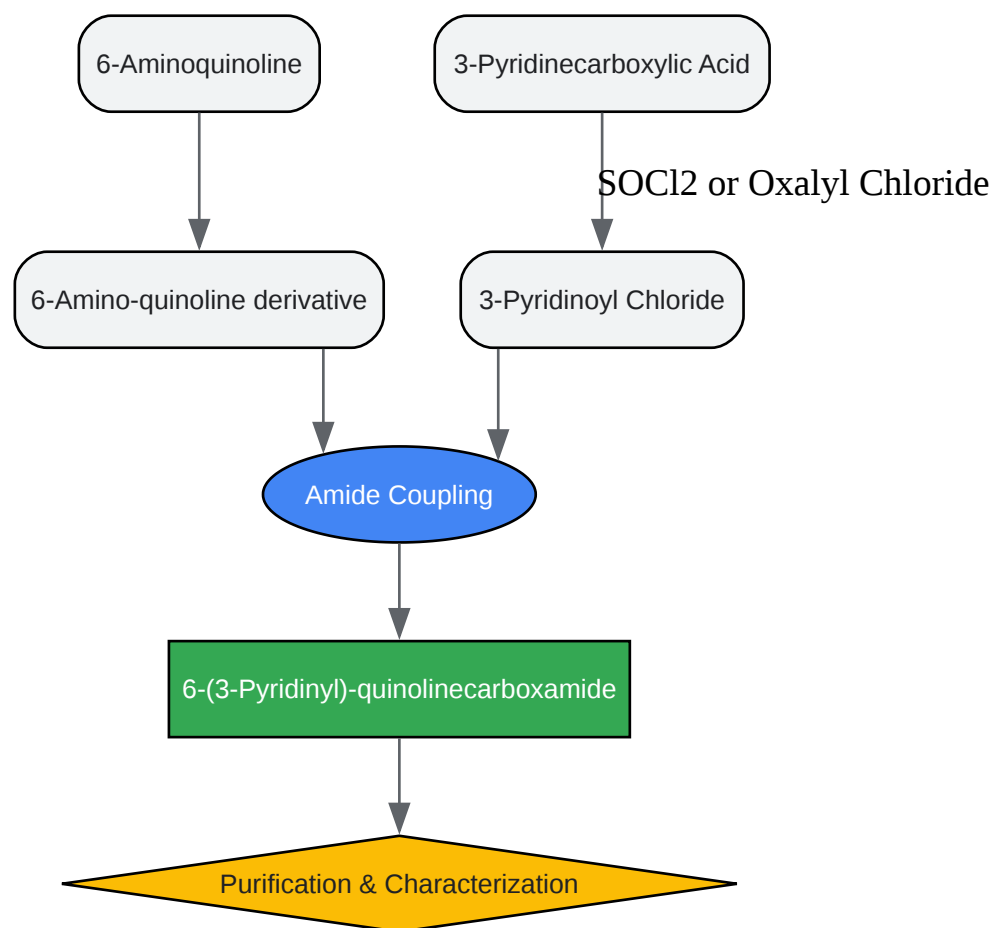 6-Aminoquinoline
3-Pyridinecarboxylic Acid
SOCl2 or Oxalyl Chloride
6-Amino-quinoline derivative
3-Pyridinoyl Chloride
Amide Coupling
6-(3-Pyridinyl)-quinolinecarboxamide
Purification & Characterization